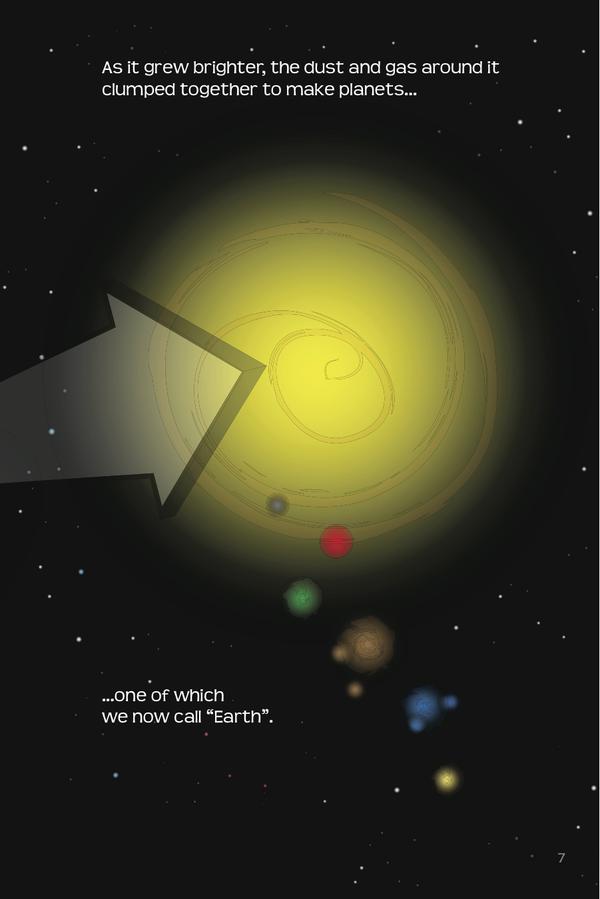 As it grew brighter, the dust and gas around it
clumped together to make planets...
...one of which
we now call “Earth”.
7